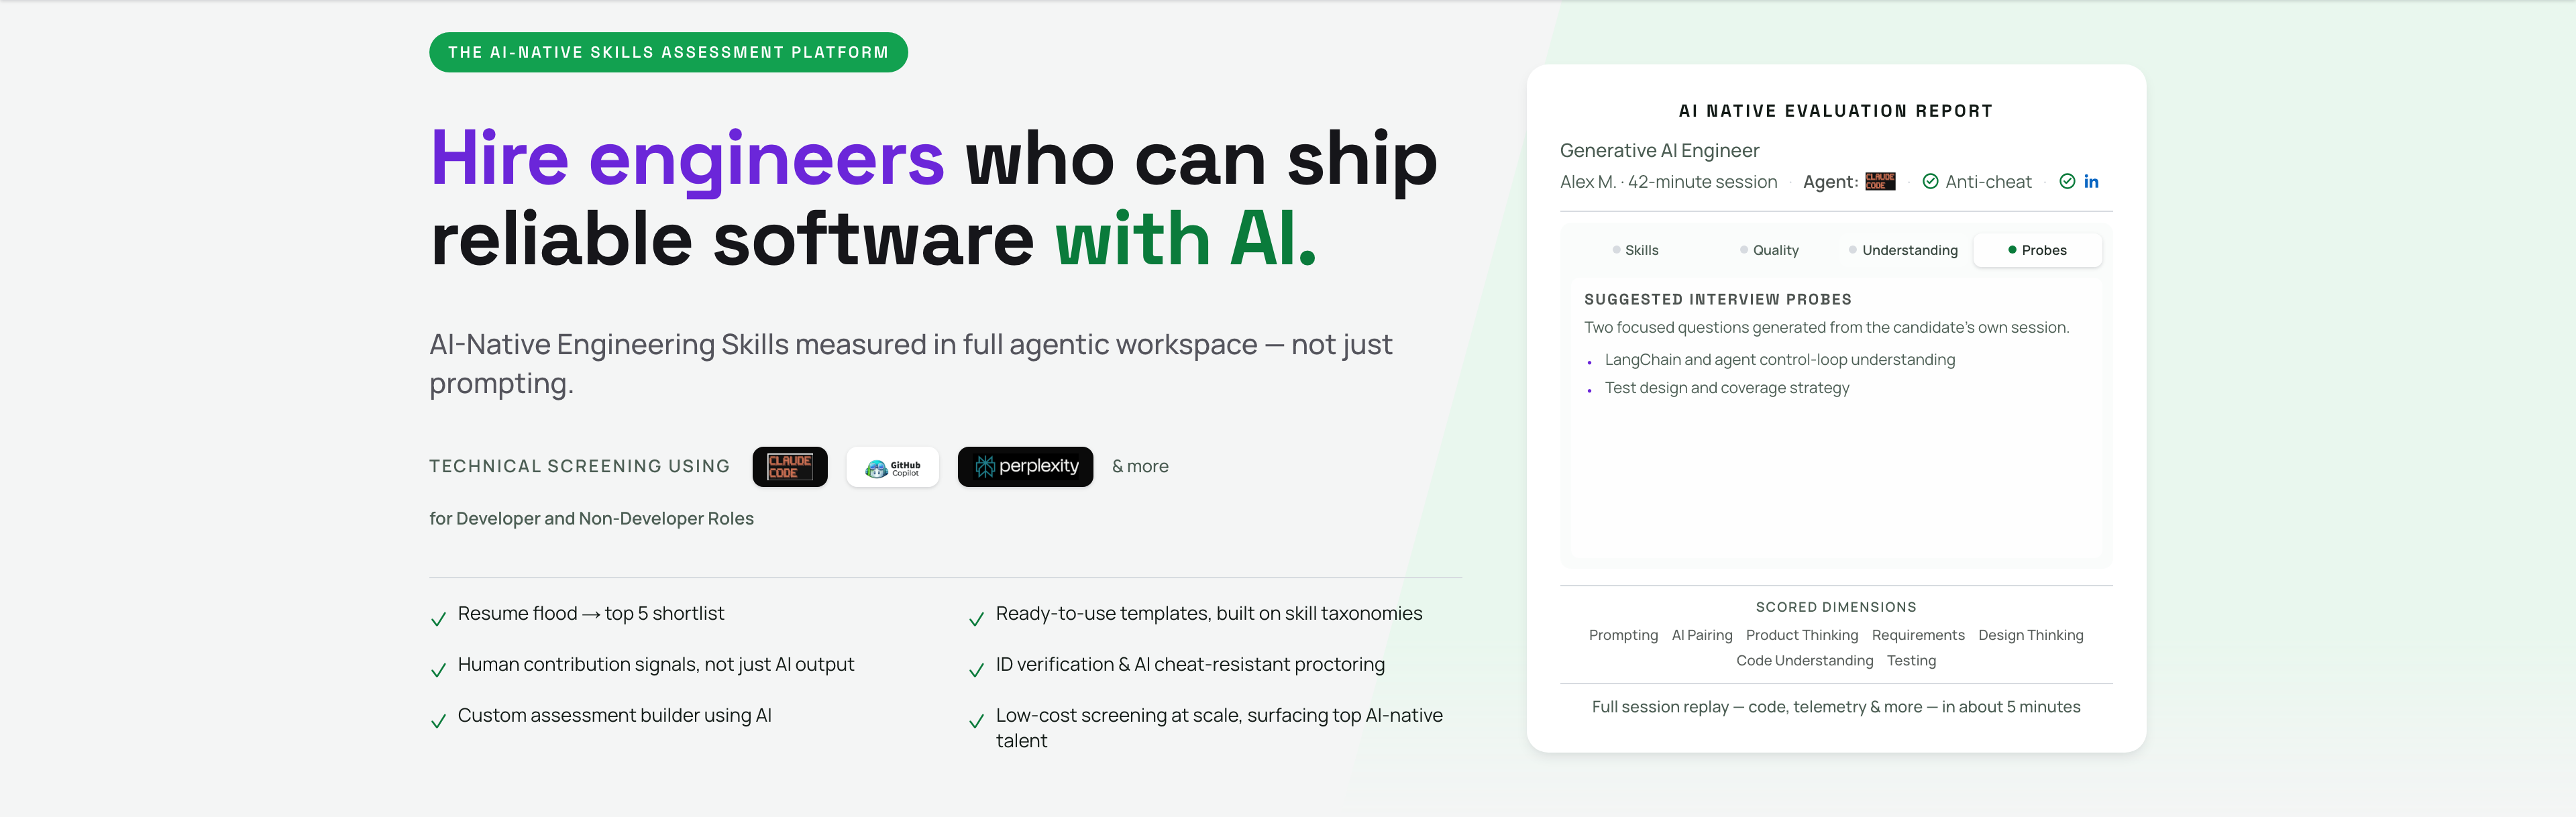 THE AI-NATIVE SKILLS ASSESSMENT PLATFORM
Hire engineers who can ship
reliable software with AI.
AI-Native Engineering Skills measured in full agentic workspace — not just
prompting.
TECHNICAL SCREENING USING
CLAUDE
CODE
GitHub
Copilot
perplexity
& more
for Developer and Non-Developer Roles
✓ Resume flood → top 5 shortlist
✓ Human contribution signals, not just AI output
✓ Custom assessment builder using AI
✓ Ready-to-use templates, built on skill taxonomies
✓ ID verification & AI cheat-resistant proctoring
✓ Low-cost screening at scale, surfacing top AI-native
talent
AI NATIVE EVALUATION REPORT
Generative AI Engineer
Alex M. · 42-minute session · Agent: CLAUDE CODE · Anti-cheat · in
Skills Quality Understanding Probes
SUGGESTED INTERVIEW PROBES
Two focused questions generated from the candidate's own session.
• LangChain and agent control-loop understanding
• Test design and coverage strategy
SCORED DIMENSIONS
Prompting AI Pairing Product Thinking Requirements Design Thinking
Code Understanding Testing
Full session replay — code, telemetry & more — in about 5 minutes